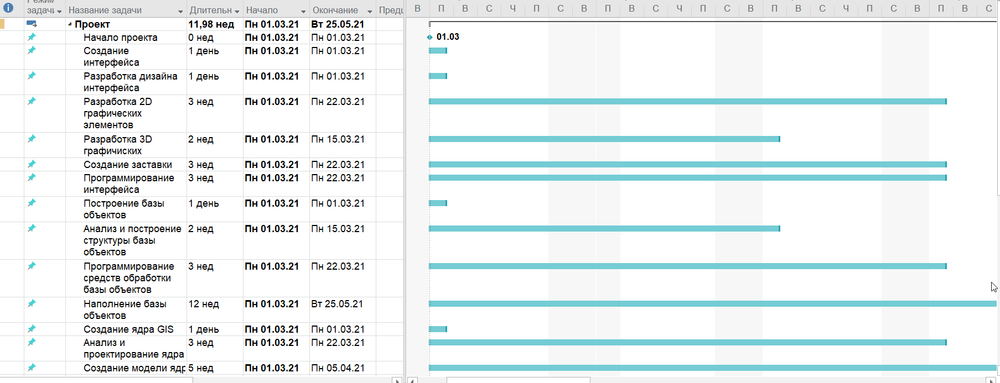 Режим
задачи Название задачи Длительн Начало Окончание
В П В С Ч П С В П В С Ч П С В П В С Ч П С В П В С
Проект 11,98 нед Пн 01.03.21 Вт 25.05.21
Начало проекта 0 нед Пн 01.03.21 Пн 01.03.21 01.03
Создание 1 день Пн 01.03.21 Пн 01.03.21
интерфейса
Разработка дизайна 1 день Пн 01.03.21 Пн 01.03.21
интерфейса
Разработка 2D 3 нед Пн 01.03.21 Пн 22.03.21
графических
элементов
Разработка 3D 2 нед Пн 01.03.21 Пн 15.03.21
графичиских
Создание заставки 3 нед Пн 01.03.21 Пн 22.03.21
Программирование 3 нед Пн 01.03.21 Пн 22.03.21
интерфейса
Построение базы 1 день Пн 01.03.21 Пн 01.03.21
объектов
Анализ и построение 2 нед Пн 01.03.21 Пн 15.03.21
структуры базы
объектов
Программирование 3 нед Пн 01.03.21 Пн 22.03.21
средств обработки
базы объектов
Наполнение базы 12 нед Пн 01.03.21 Вт 25.05.21
объектов
Создание ядра GIS 1 день Пн 01.03.21 Пн 01.03.21
Анализ и 3 нед Пн 01.03.21 Пн 22.03.21
проектирование ядра
Создание модели ядр 5 нед Пн 01.03.21 Пн 05.04.21